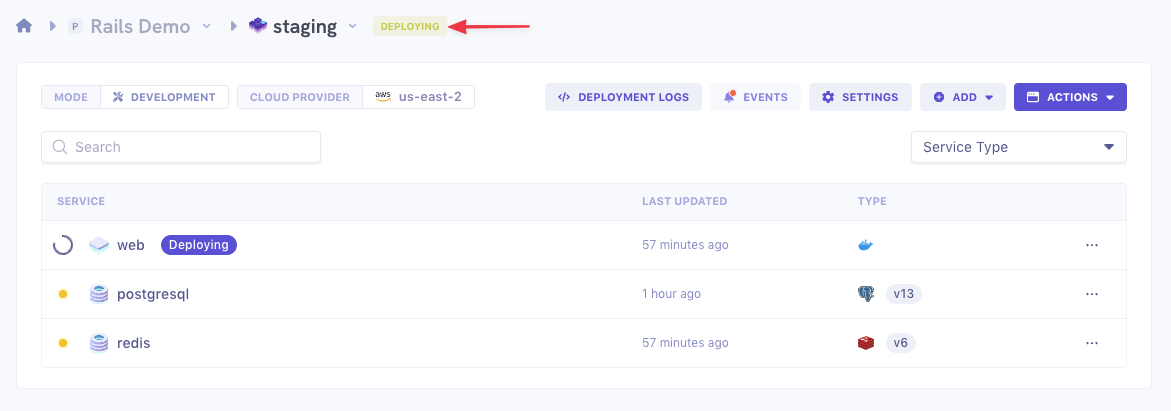 P Rails Demo staging DEPLOYING
MODE DEVELOPMENT CLOUD PROVIDER aws us-east-2 DEPLOYMENT LOGS EVENTS SETTINGS ADD ACTIONS
Search Service Type
SERVICE LAST UPDATED TYPE
web Deploying 57 minutes ago ...
postgresql 1 hour ago v13 ...
redis 57 minutes ago v6 ...